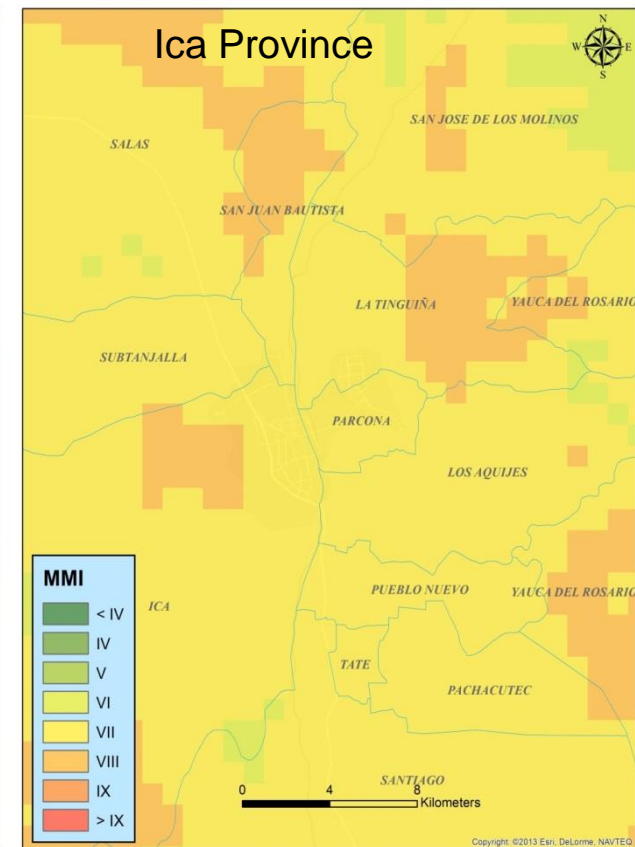 Ica Province
N
W
E
S
SALAS
SAN JOSE DE LOS MOLINOS
SAN JUAN BAUTISTA
LA TINGUIÑA
YAUCA DEL ROSARIO
SUBTANJALLA
PARCONA
LOS AQUIJES
MMI
< IV
IV
V
VI
VII
VIII
IX
> IX
ICA
PUEBLO NUEVO
YAUCA DEL ROSARIO
TATE
PACHACUTEC
SANTIAGO
0 4 8
Kilometers
Copyright: ©2013 Esri, DeLorme, NAVTEQ